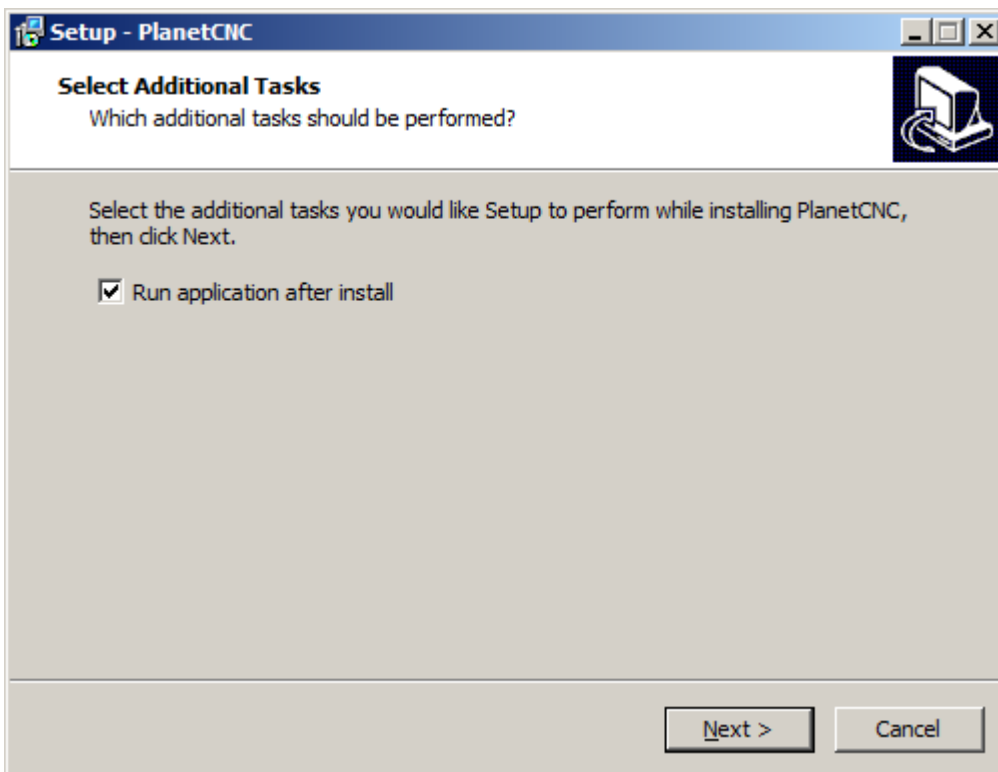 Setup - PlanetCNC
Select Additional Tasks
Which additional tasks should be performed?
Select the additional tasks you would like Setup to perform while installing PlanetCNC,
then click Next.
Run application after install
Next >
Cancel